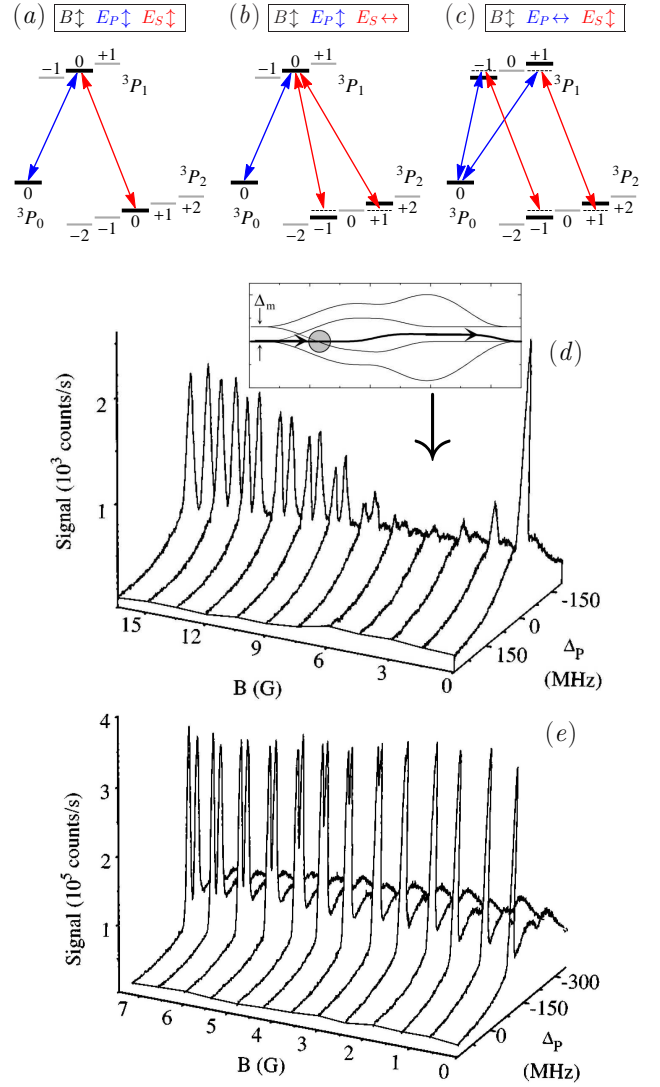 (a) B↕ E_P↕ E_S↕
(b) B↕ E_P↕ E_S↔
(c) B↕ E_P↔ E_S↕
−1 0 +1
³P₁
0
³P₀
³P₂
−2 −1 0 +1 +2
−1 0 +1
³P₁
0
³P₀
³P₂
−2 −1 0 +1 +2
−1 0 +1
³P₁
0
³P₀
³P₂
−2 −1 0 +1 +2
Δ_m
(d)
Signal (10³ counts/s)
2
1
15 12 9 6 3 0
B (G)
150 0 -150
Δ_P
(MHz)
(e)
Signal (10⁵ counts/s)
4
3
2
1
7 6 5 4 3 2 1 0
B (G)
0 -150 -300
Δ_P
(MHz)